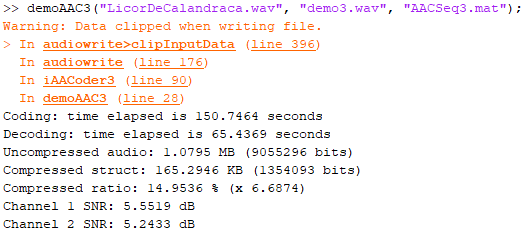 >> demoAAC3("LicorDeCalandraca.wav", "demo3.wav", "AACSeq3.mat");
Warning: Data clipped when writing file.
> In audiowrite>clipInputData (line 396)
In audiowrite (line 176)
In iAACoder3 (line 90)
In demoAAC3 (line 28)
Coding: time elapsed is 150.7464 seconds
Decoding: time elapsed is 65.4369 seconds
Uncompressed audio: 1.0795 MB (9055296 bits)
Compressed struct: 165.2946 KB (1354093 bits)
Compressed ratio: 14.9536 % (x 6.6874)
Channel 1 SNR: 5.5519 dB
Channel 2 SNR: 5.2433 dB